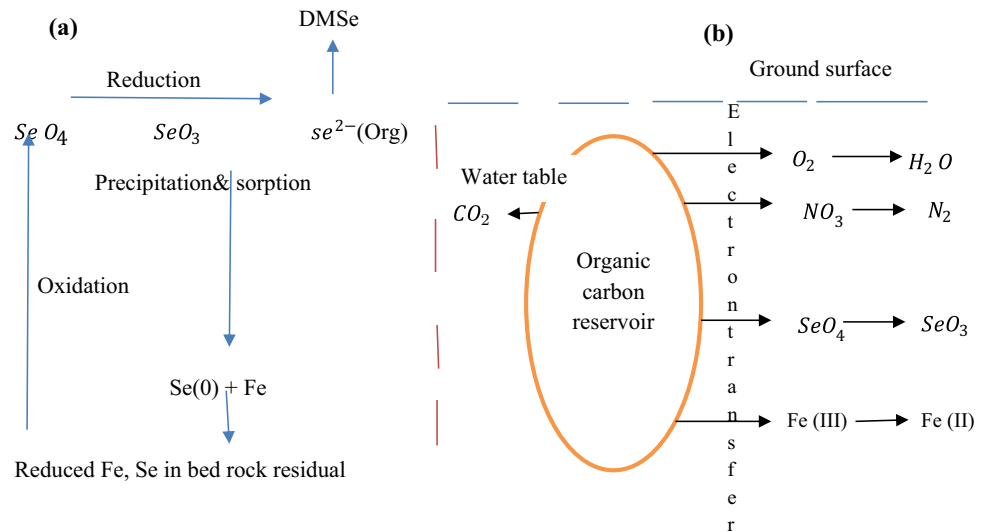 (a)
DMSe
Reduction
Se O₄ SeO₃ se²⁻(Org)
Precipitation& sorption
Oxidation
Se(0) + Fe
Reduced Fe, Se in bed rock residual
(b)
Ground surface
Water table
CO₂
Organic
carbon
reservoir
E
l
e
c
t
r
o
n
t
r
a
n
s
f
e
r
O₂ H₂ O
NO₃ N₂
SeO₄ SeO₃
Fe (III) Fe (II)